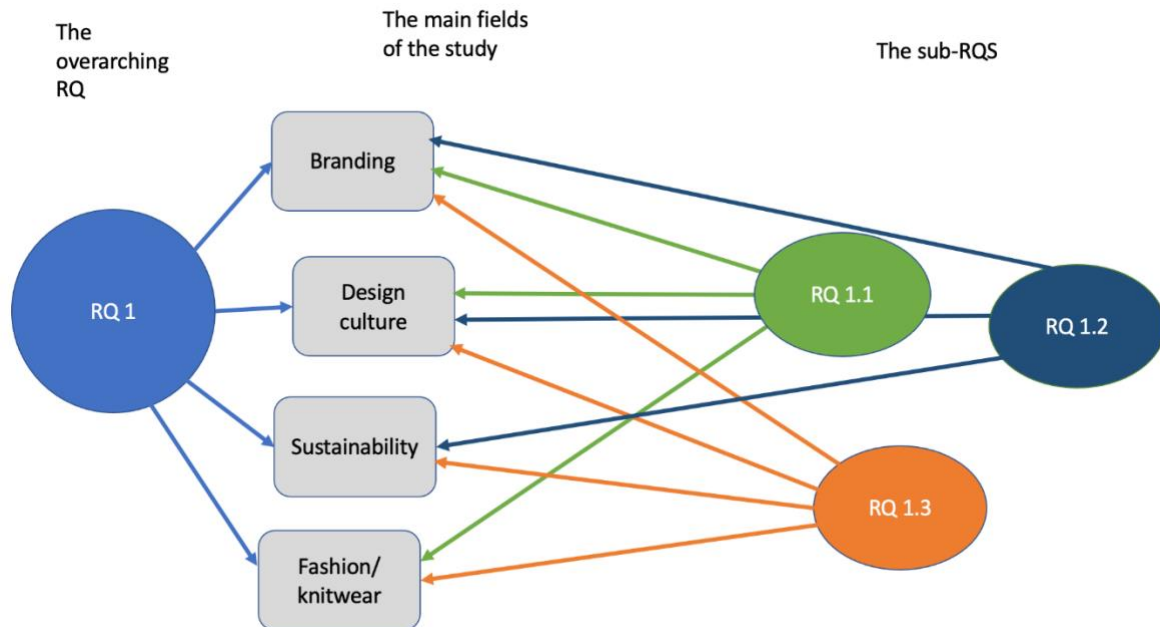 The
overarching
RQ
The main fields
of the study
The sub-RQS
Branding
Design
culture
Sustainability
Fashion/
knitwear
RQ 1
RQ 1.1
RQ 1.2
RQ 1.3